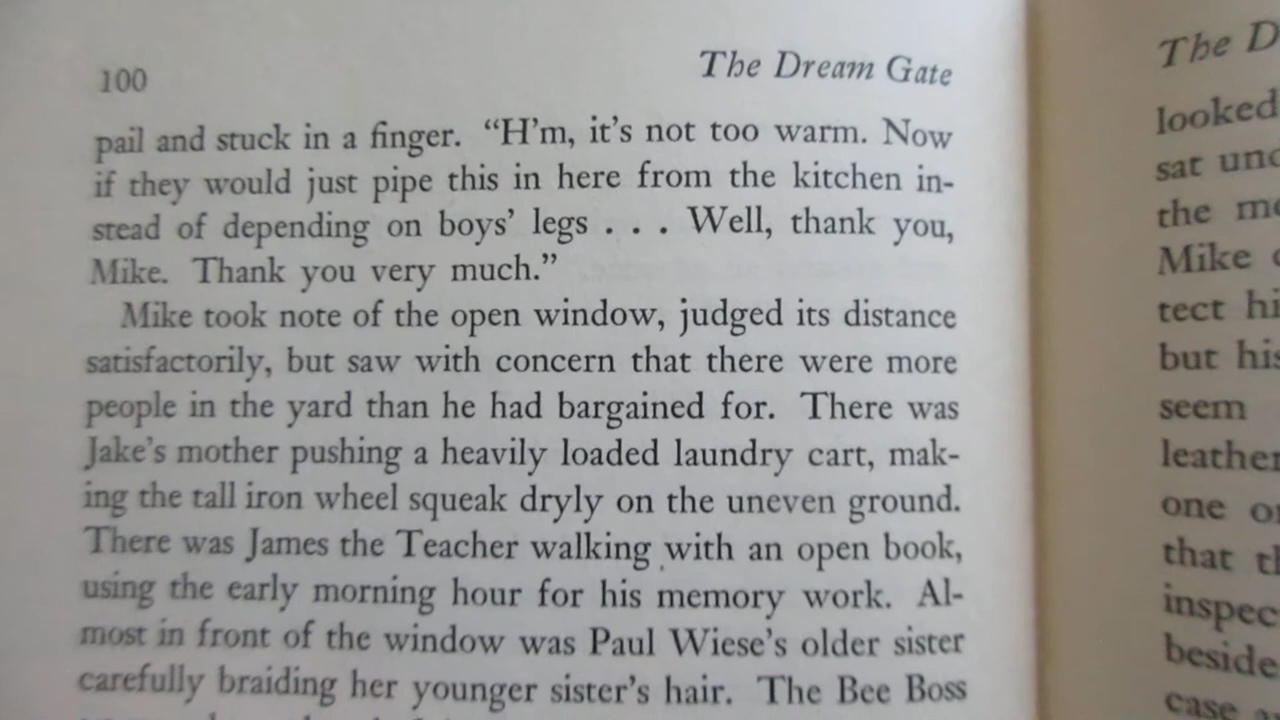 100
The Dream Gate
pail and stuck in a finger. “H’m, it’s not too warm. Now
if they would just pipe this in here from the kitchen in-
stead of depending on boys’ legs . . . Well, thank you,
Mike. Thank you very much.”
Mike took note of the open window, judged its distance
satisfactorily, but saw with concern that there were more
people in the yard than he had bargained for. There was
Jake’s mother pushing a heavily loaded laundry cart, mak-
ing the tall iron wheel squeak dryly on the uneven ground.
There was James the Teacher walking with an open book,
using the early morning hour for his memory work. Al-
most in front of the window was Paul Wiese’s older sister
carefully braiding her younger sister’s hair. The Bee Boss
The D
looked
sat
the
Mike
tect
but his
seem
leather
one
that
inspec
beside
case